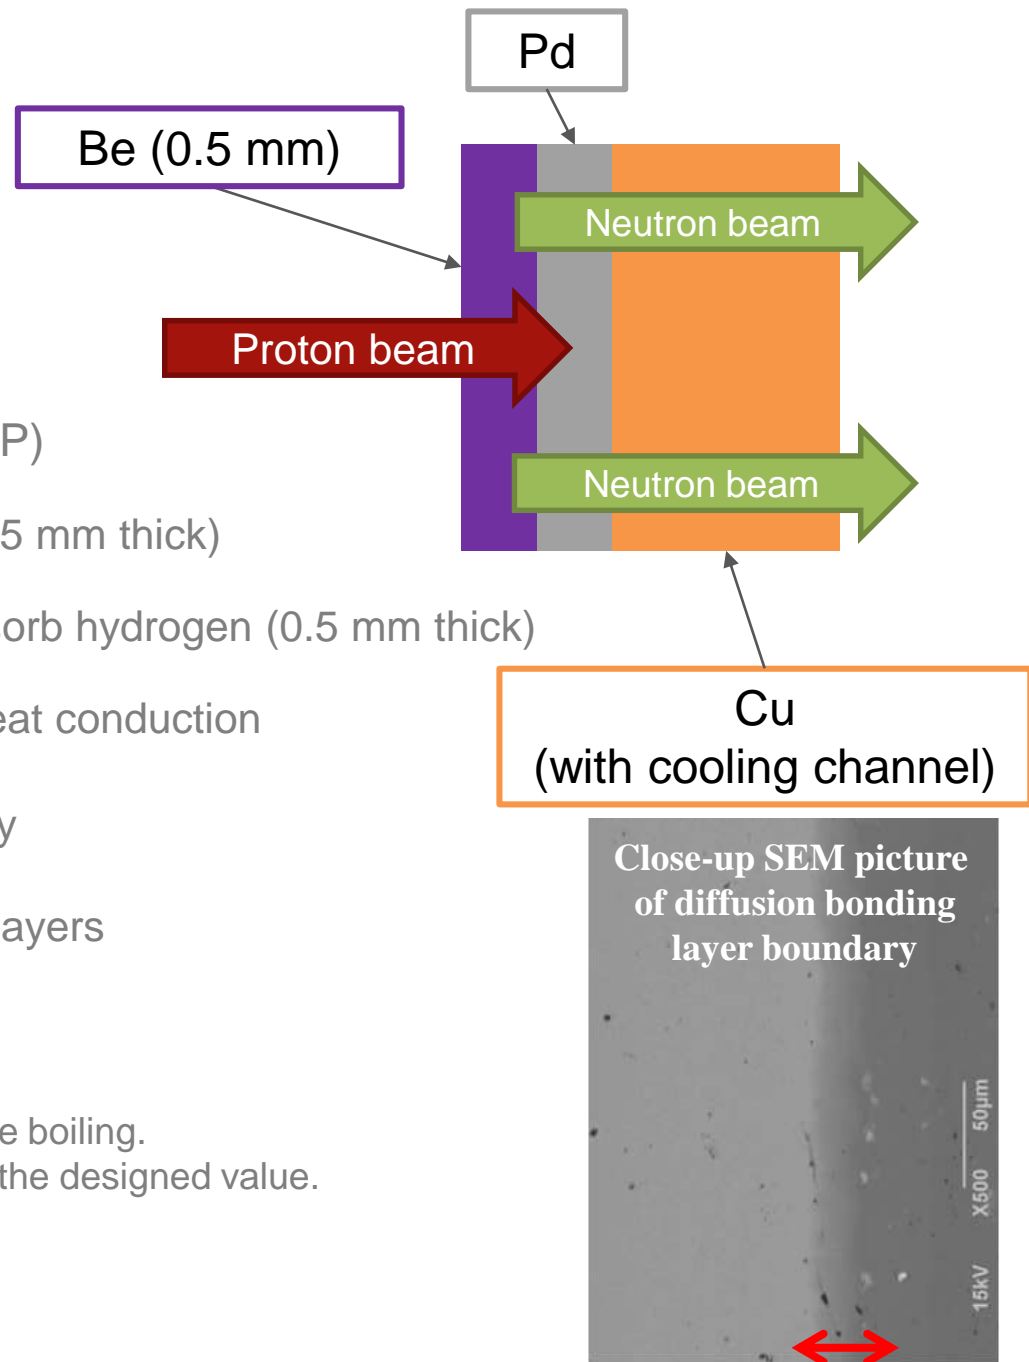 Pd
Be (0.5 mm)
Neutron beam
Proton beam
P)
Neutron beam
5 mm thick)
sorb hydrogen (0.5 mm thick)
eat conduction
Cu
(with cooling channel)
y
ayers
Close-up SEM picture
of diffusion bonding
layer boundary
e boiling.
the designed value.
15kV X500 50µm